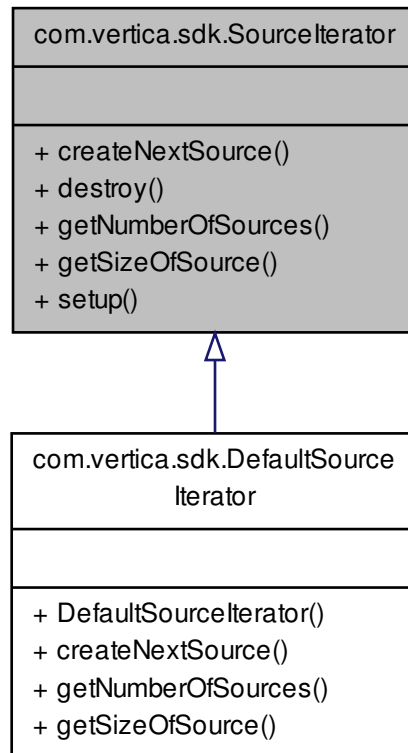 com.vertica.sdk.SourceIterator
+ createNextSource()
+ destroy()
+ getNumberOfSources()
+ getSizeOfSource()
+ setup()
com.vertica.sdk.DefaultSource
Iterator
+ DefaultSourceIterator()
+ createNextSource()
+ getNumberOfSources()
+ getSizeOfSource()